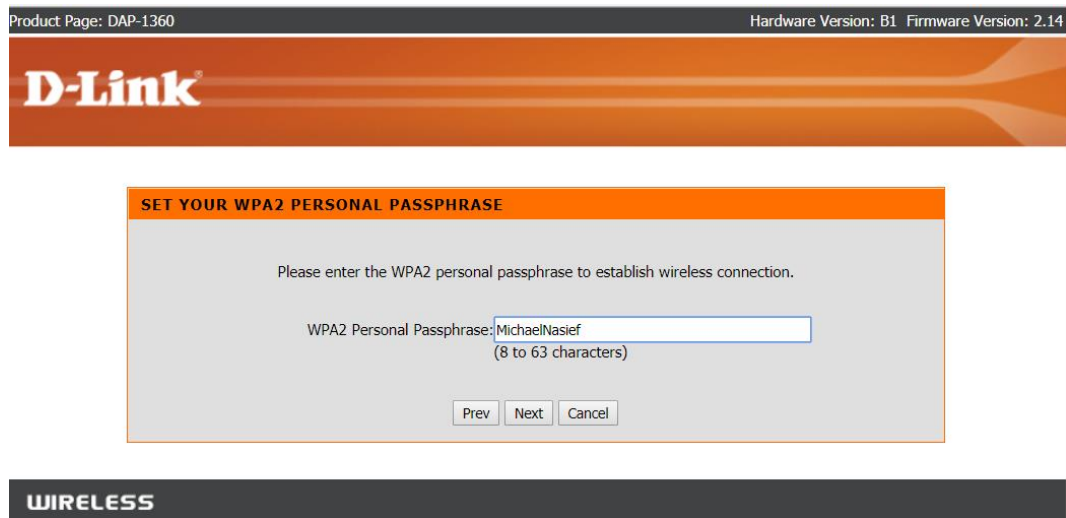 Product Page: DAP-1360 Hardware Version: B1 Firmware Version: 2.14
D-Link
SET YOUR WPA2 PERSONAL PASSPHRASE
Please enter the WPA2 personal passphrase to establish wireless connection.
WPA2 Personal Passphrase: MichaelNasief
(8 to 63 characters)
Prev Next Cancel
WIRELESS